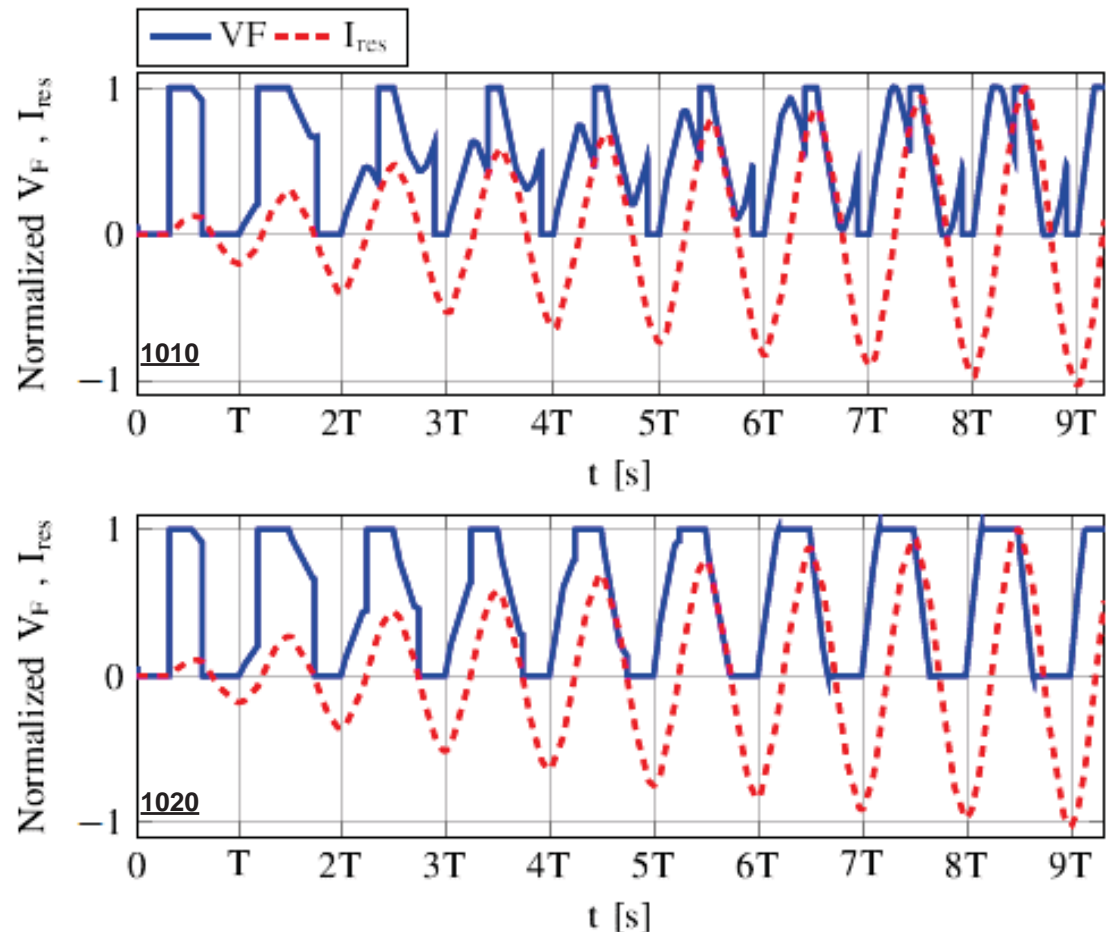 VF I_res
Normalized V_F , I_res
1
0
−1
1010
0 T 2T 3T 4T 5T 6T 7T 8T 9T
t [s]
Normalized V_F , I_res
1
0
−1
1020
0 T 2T 3T 4T 5T 6T 7T 8T 9T
t [s]